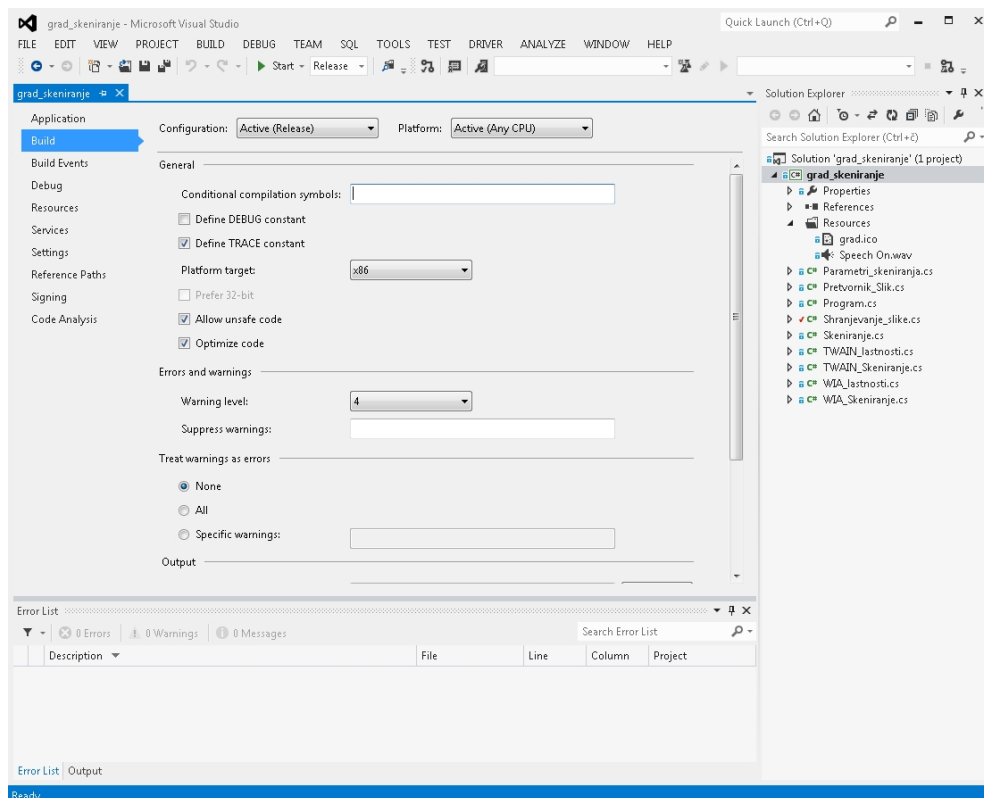 grad_skeniranje - Microsoft Visual Studio
Quick Launch (Ctrl+Q)
FILE EDIT VIEW PROJECT BUILD DEBUG TEAM SQL TOOLS TEST DRIVER ANALYZE WINDOW HELP
Start Release
grad_skeniranje
Application
Build
Build Events
Debug
Resources
Services
Settings
Reference Paths
Signing
Code Analysis
Configuration: Active (Release) Platform: Active (Any CPU)
General
Conditional compilation symbols:
Define DEBUG constant
Define TRACE constant
Platform target: x86
Prefer 32-bit
Allow unsafe code
Optimize code
Errors and warnings
Warning level: 4
Suppress warnings:
Treat warnings as errors
None
All
Specific warnings:
Output
Solution Explorer
Search Solution Explorer (Ctrl+č)
Solution 'grad_skeniranje' (1 project)
grad_skeniranje
Properties
References
Resources
grad.ico
Speech On.wav
Parametri_skeniranja.cs
Pretvornik_Slik.cs
Program.cs
Shranjevanje_slike.cs
Skeniranje.cs
TWAIN_lastnosti.cs
TWAIN_Skeniranje.cs
WIA_lastnosti.cs
WIA_Skeniranje.cs
Error List
0 Errors 0 Warnings 0 Messages
Search Error List
Description File Line Column Project
Error List Output
Ready